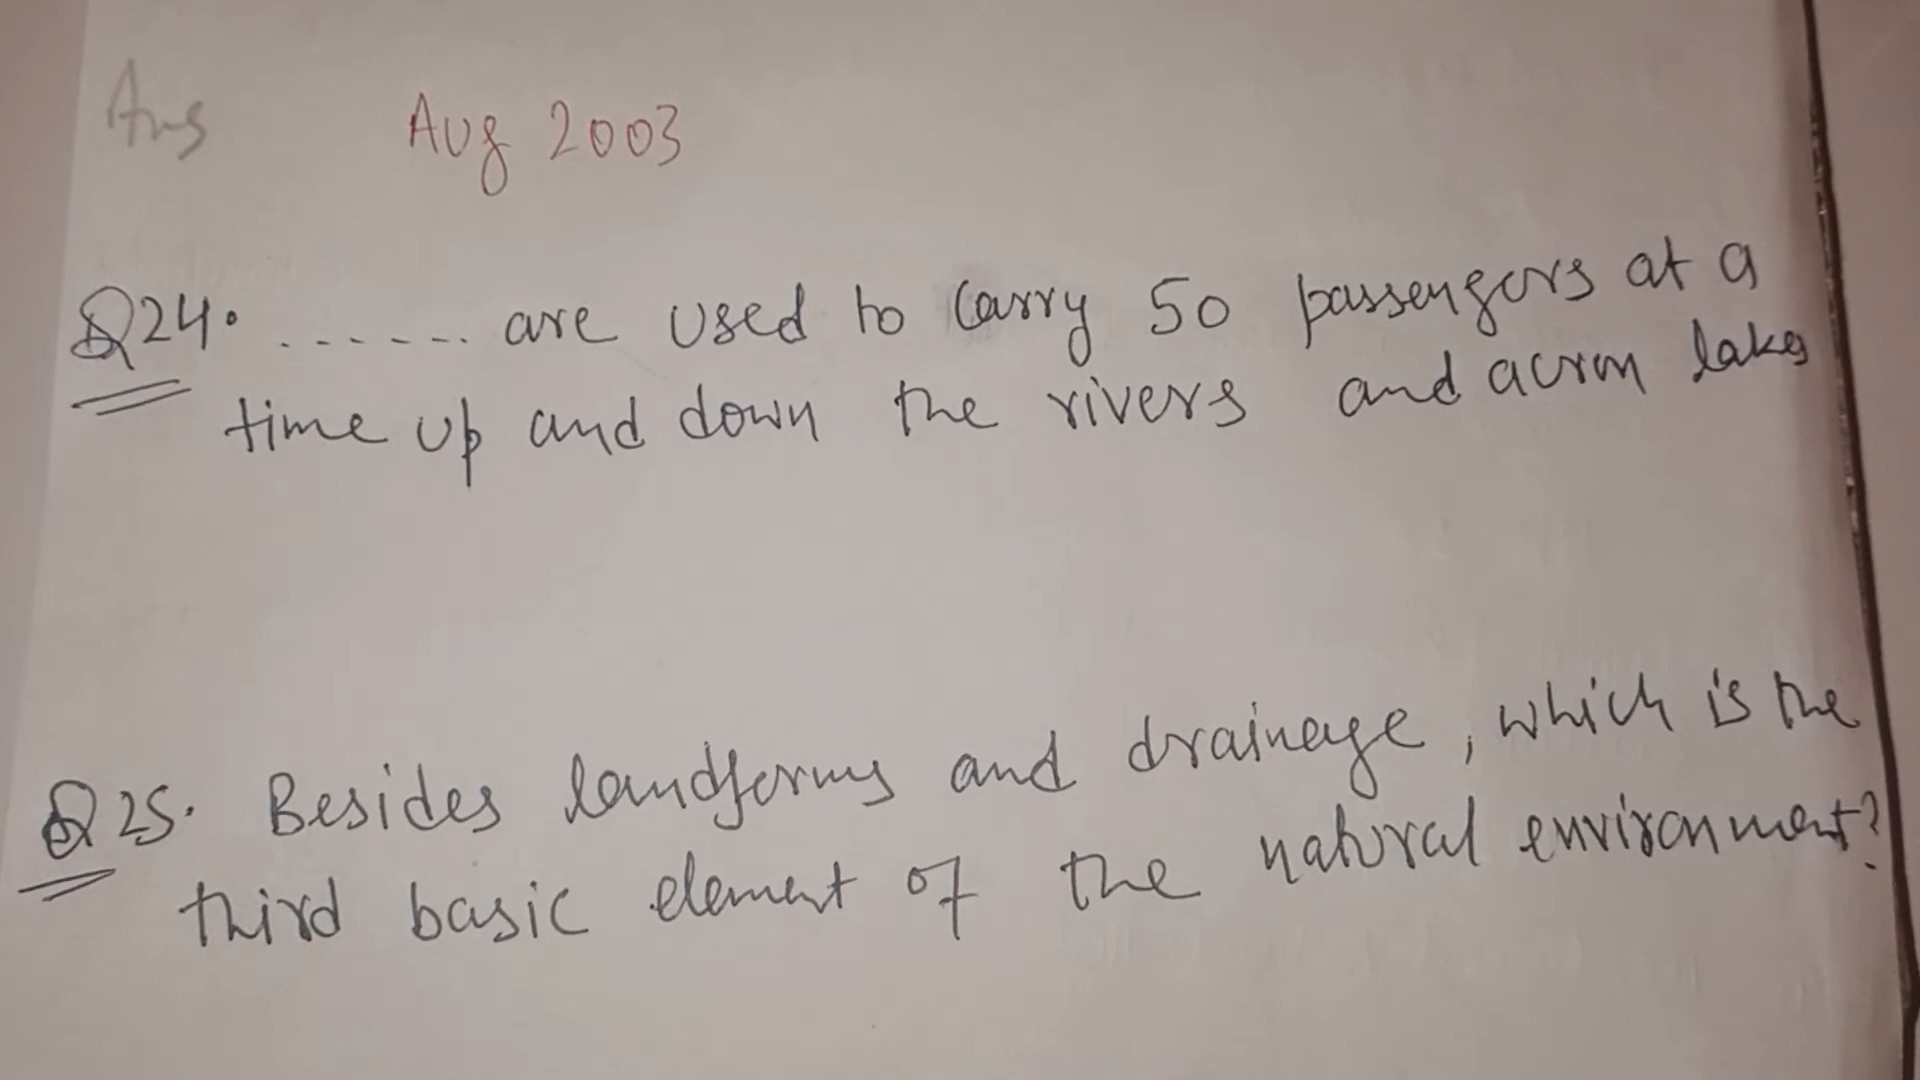 Ans
Aug 2003
Q24. ....... are used to carry 50 passengers at a
time up and down the rivers and across lakes
Q25. Besides landforms and drainage, which is the
third basic element of the natural environment?